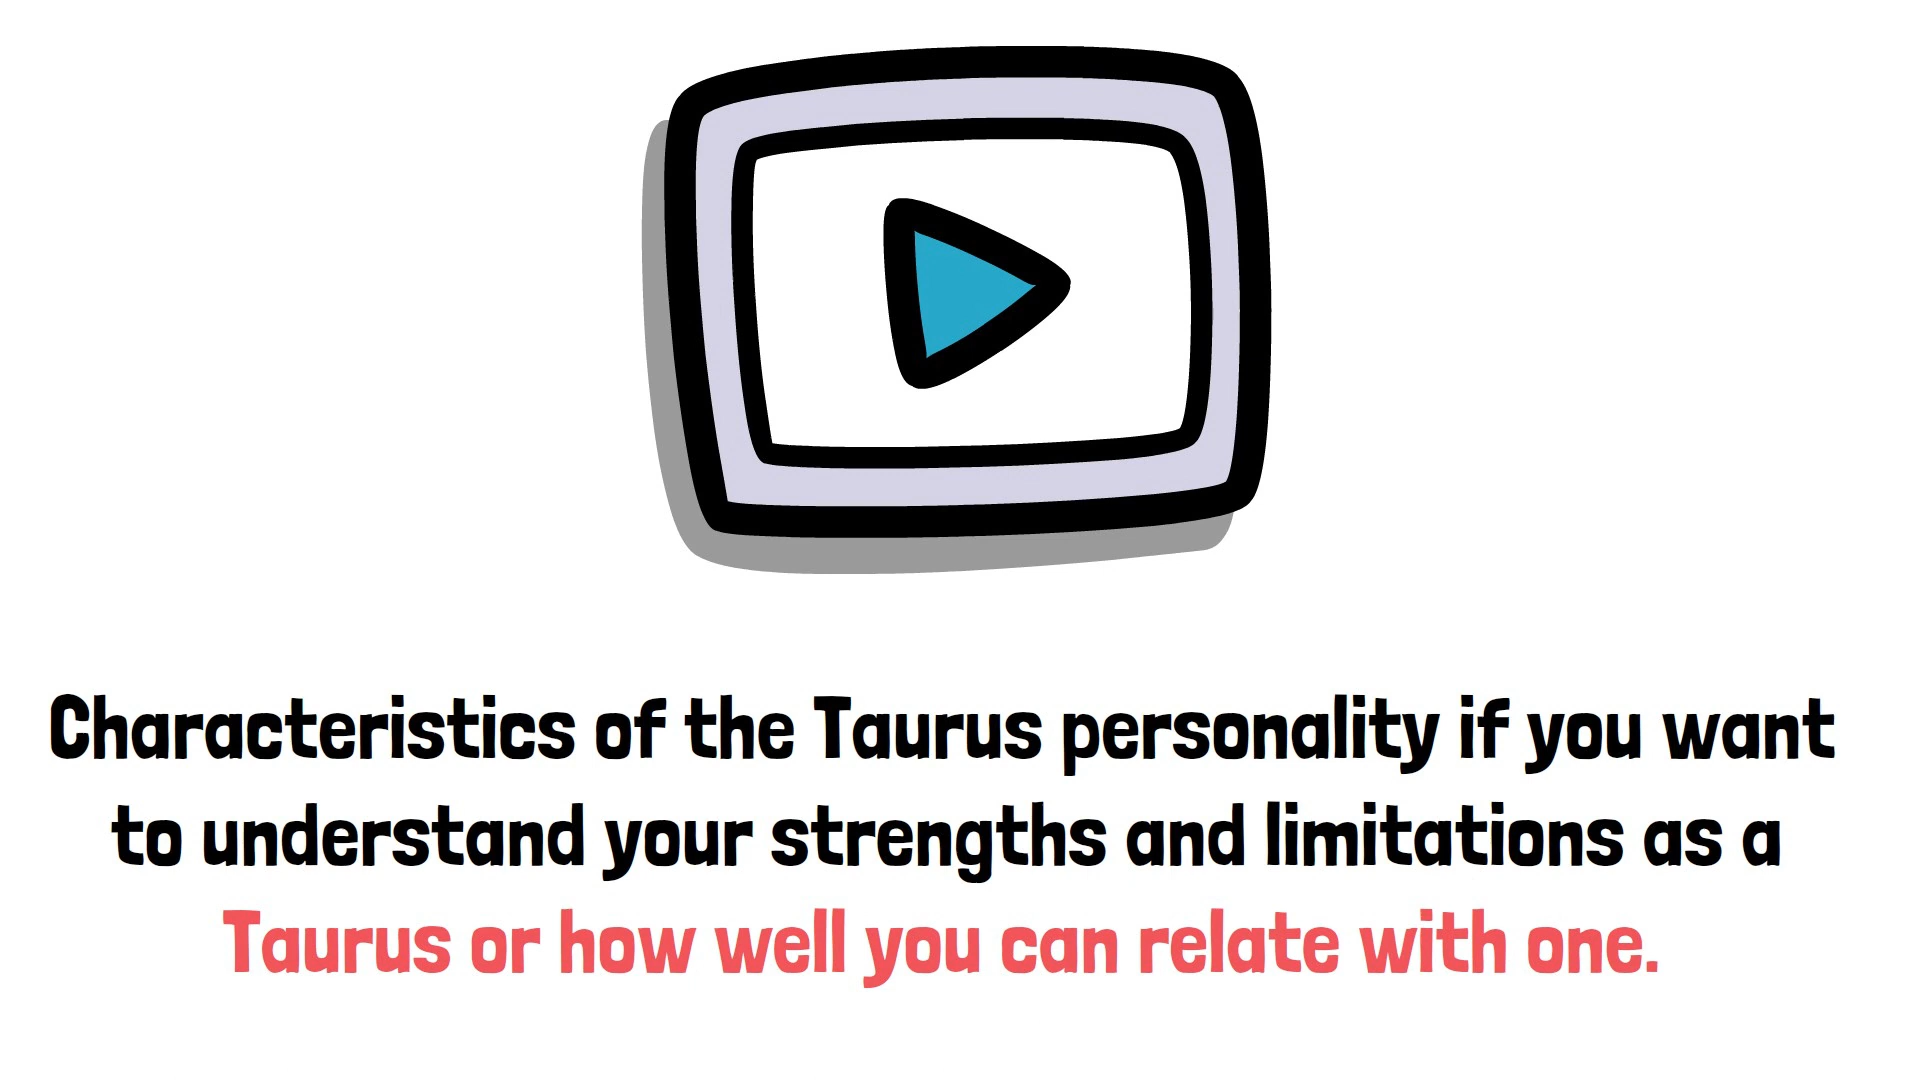 Characteristics of the Taurus personality if you want
to understand your strengths and limitations as a
Taurus or how well you can relate with one.